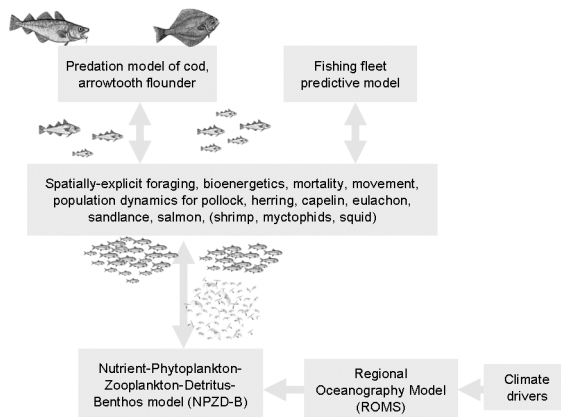 Predation model of cod,
arrowtooth flounder
Fishing fleet
predictive model
Spatially-explicit foraging, bioenergetics, mortality, movement,
population dynamics for pollock, herring, capelin, eulachon,
sandlance, salmon, (shrimp, myctophids, squid)
Nutrient-Phytoplankton-
Zooplankton-Detritus-
Benthos model (NPZD-B)
Regional
Oceanography Model
(ROMS)
Climate
drivers